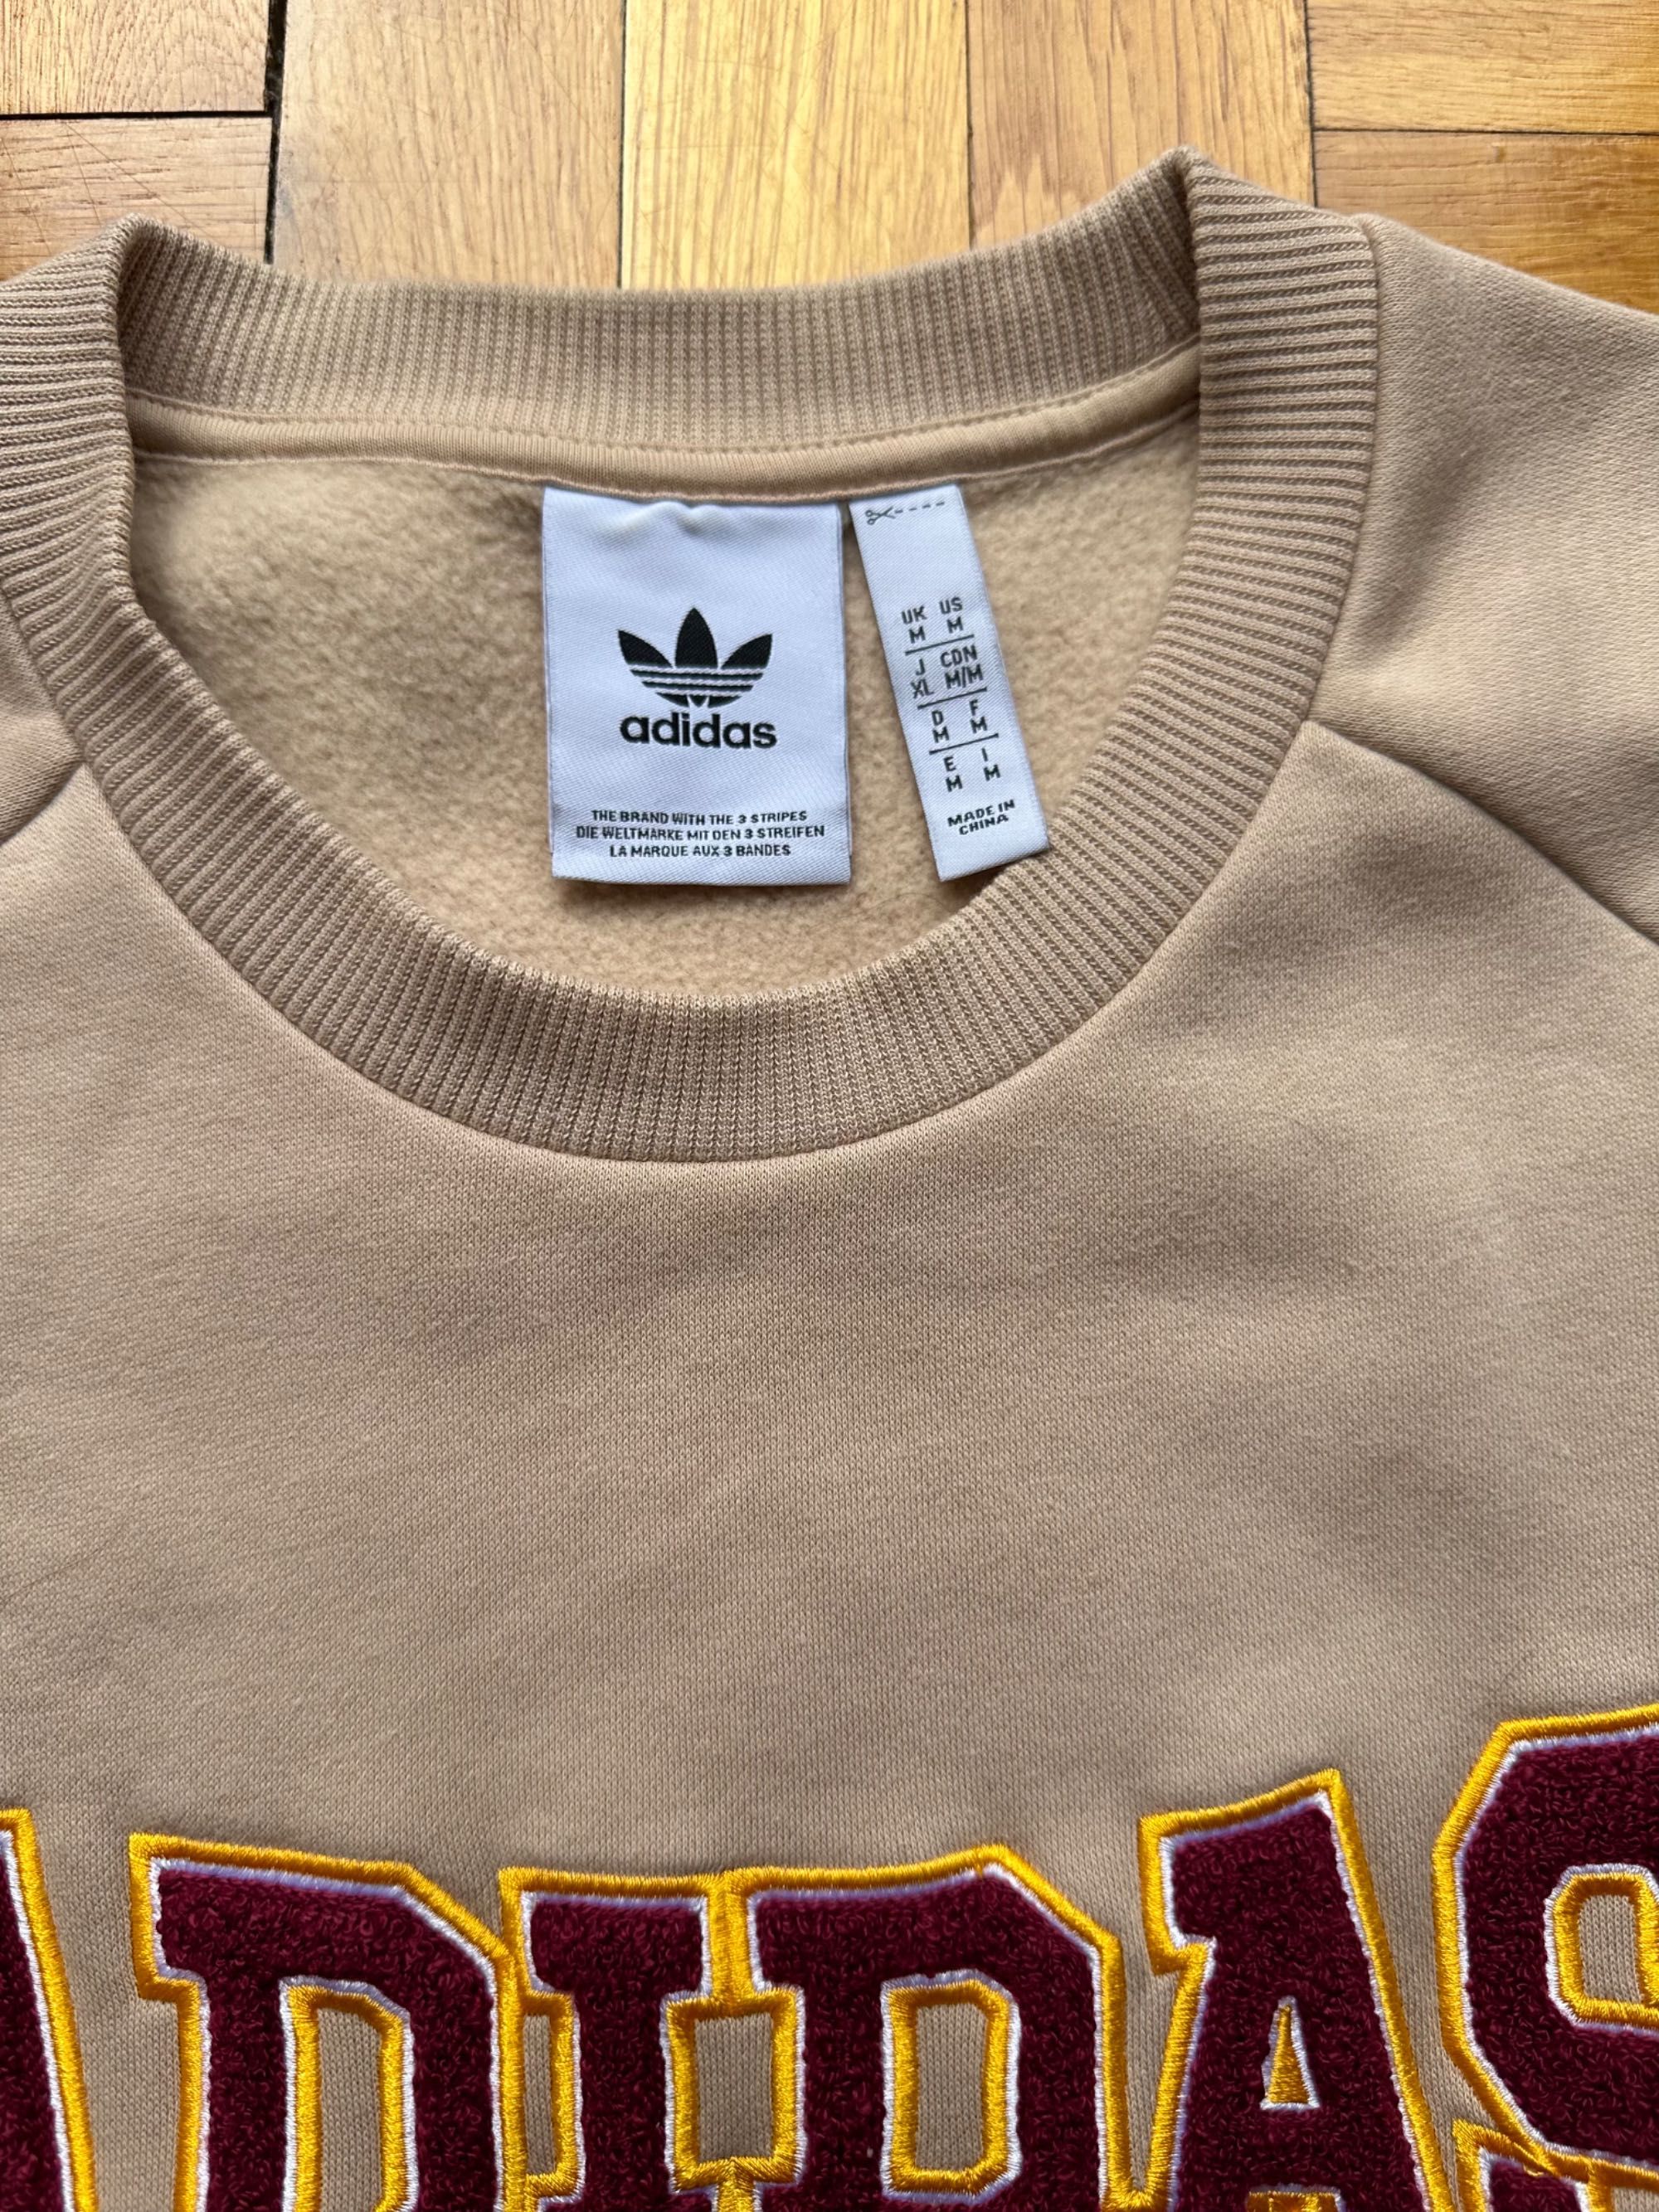 adidas
THE BRAND WITH THE 3 STRIPES
DIE WELTMARKE MIT DEN 3 STREIFEN
LA MARQUE AUX 3 BANDES
UK US
M M
J CDN
XL M/M
D F
M M
E I
M M
MADE IN
CHINA
ADIDAS